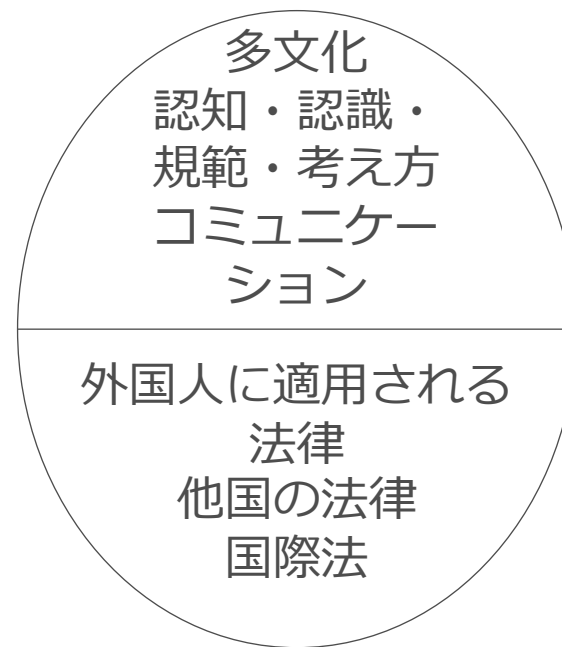 多文化
認知・認識・
規範・考え方
コミュニケー
ション
外国人に適用される
法律
他国の法律
国際法